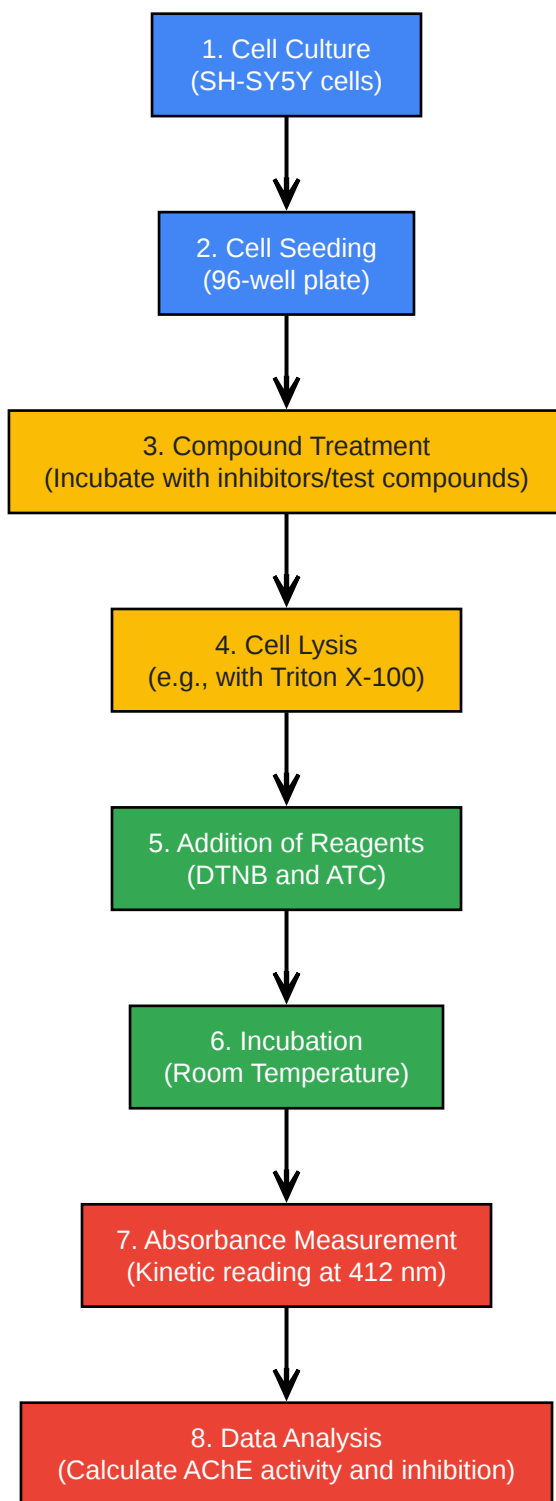 1. Cell Culture
(SH-SY5Y cells)
2. Cell Seeding
(96-well plate)
3. Compound Treatment
(Incubate with inhibitors/test compounds)
4. Cell Lysis
(e.g., with Triton X-100)
5. Addition of Reagents
(DTNB and ATC)
6. Incubation
(Room Temperature)
7. Absorbance Measurement
(Kinetic reading at 412 nm)
8. Data Analysis
(Calculate AChE activity and inhibition)